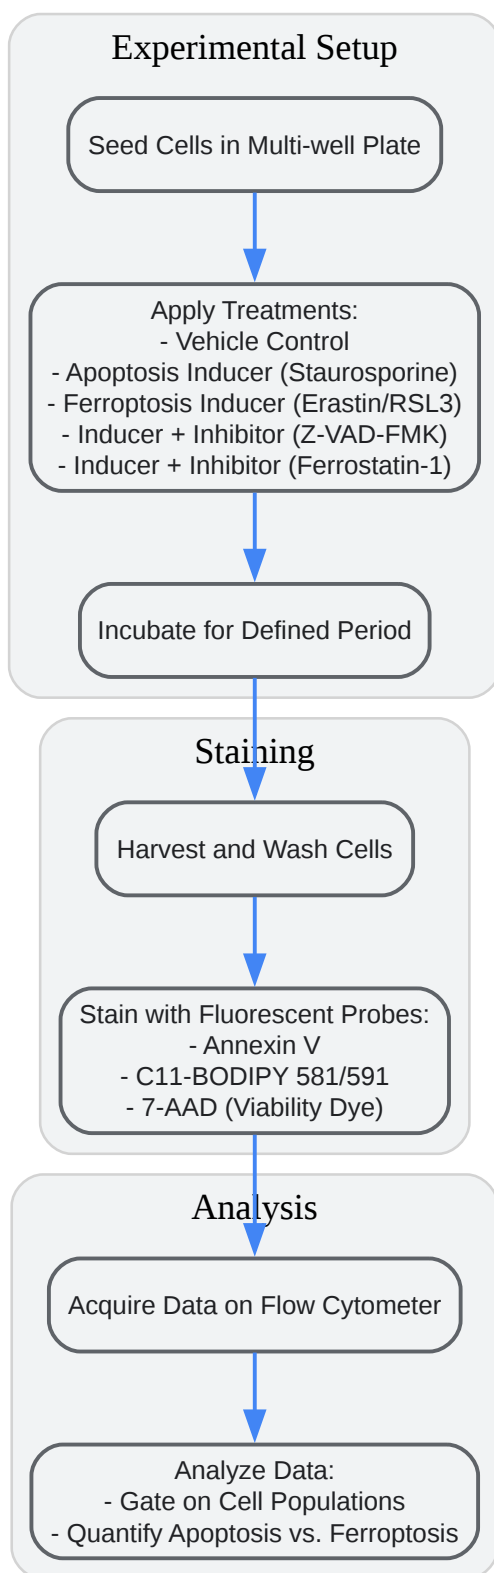 Experimental Setup
Seed Cells in Multi-well Plate
Apply Treatments:
- Vehicle Control
- Apoptosis Inducer (Staurosporine)
- Ferroptosis Inducer (Erastin/RSL3)
- Inducer + Inhibitor (Z-VAD-FMK)
- Inducer + Inhibitor (Ferrostatin-1)
Incubate for Defined Period
Staining
Harvest and Wash Cells
Stain with Fluorescent Probes:
- Annexin V
- C11-BODIPY 581/591
- 7-AAD (Viability Dye)
Analysis
Acquire Data on Flow Cytometer
Analyze Data:
- Gate on Cell Populations
- Quantify Apoptosis vs. Ferroptosis